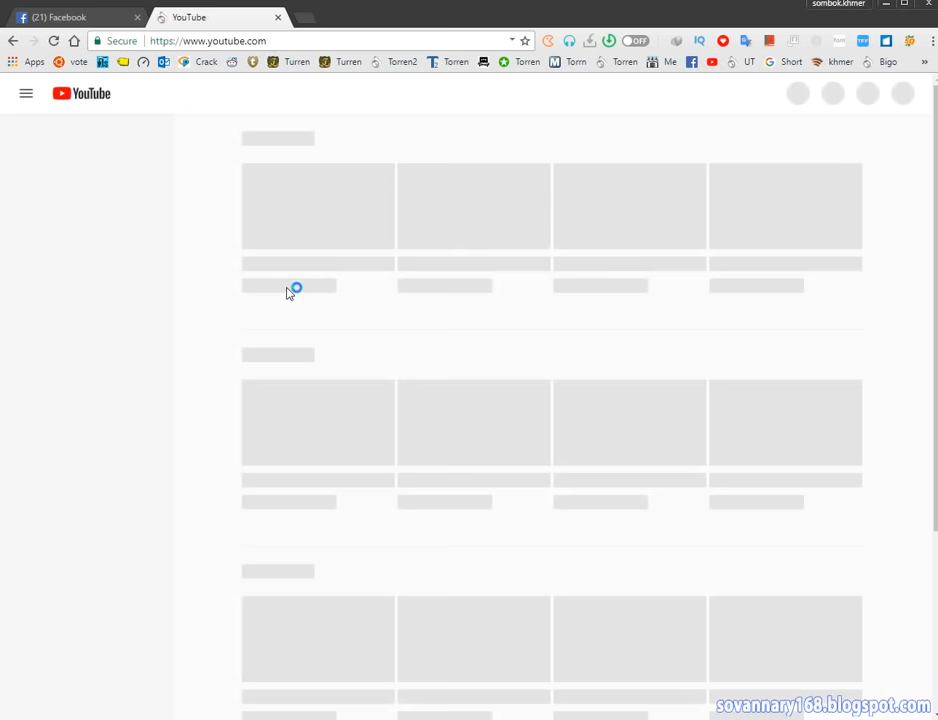 sombok.khmer
(21) Facebook YouTube
Secure https://www.youtube.com OFF IQ
Apps vote Crack Turren Turren Torren2 Torren Torren Torrn Torren Me UT Short khmer Bigo »
YouTube
sovannary168.blogspot.com